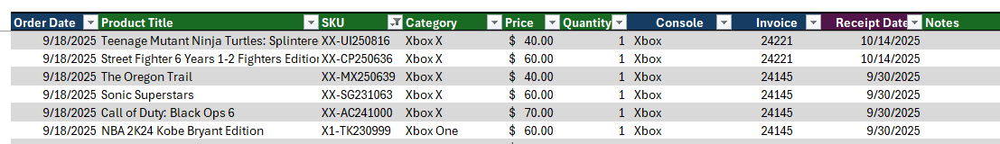 Order Date Product Title SKU Category Price Quantity Console Invoice Receipt Date Notes
9/18/2025 Teenage Mutant Ninja Turtles: Splintere XX-UI250816 Xbox X $ 40.00 1 Xbox 24221 10/14/2025
9/18/2025 Street Fighter 6 Years 1-2 Fighters Edition XX-CP250636 Xbox X $ 60.00 1 Xbox 24221 10/14/2025
9/18/2025 The Oregon Trail XX-MX250639 Xbox X $ 40.00 1 Xbox 24145 9/30/2025
9/18/2025 Sonic Superstars XX-SG231063 Xbox X $ 60.00 1 Xbox 24145 9/30/2025
9/18/2025 Call of Duty: Black Ops 6 XX-AC241000 Xbox X $ 70.00 1 Xbox 24145 9/30/2025
9/18/2025 NBA 2K24 Kobe Bryant Edition X1-TK230999 Xbox One $ 60.00 1 Xbox 24145 9/30/2025